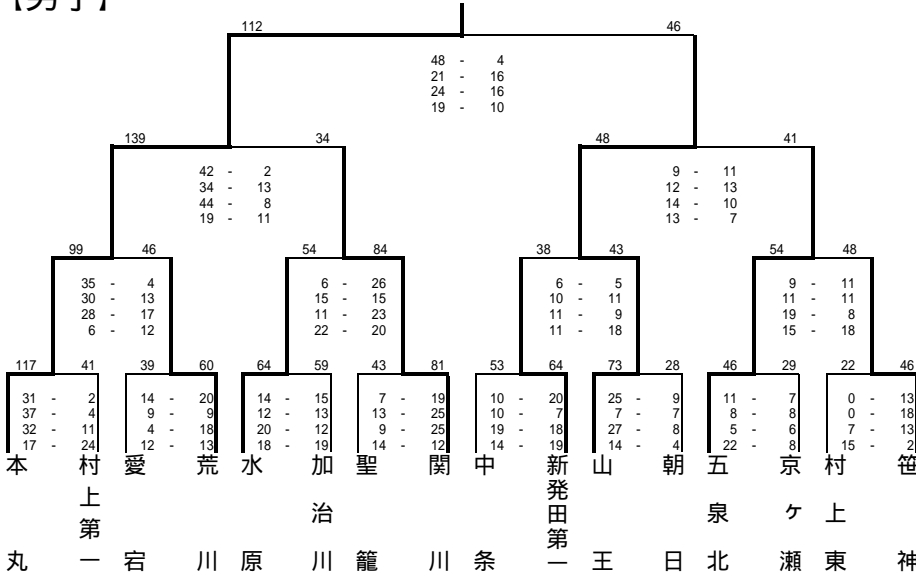 【男子】
112 46
48 - 4
21 - 16
24 - 16
19 - 10
139 34 48 41
42 - 2 9 - 11
34 - 13 12 - 13
44 - 8 14 - 10
19 - 11 13 - 7
99 46 54 84 38 43 54 48
35 - 4 6 - 26 6 - 5 9 - 11
30 - 13 15 - 15 10 - 11 11 - 11
28 - 17 11 - 23 11 - 9 19 - 8
6 - 12 22 - 20 11 - 18 15 - 18
117 41 39 60 64 59 43 81 53 64 73 28 46 29 22 46
31 - 2 14 - 20 14 - 15 7 - 19 10 - 20 25 - 9 11 - 7 0 - 13
37 - 4 9 - 9 12 - 13 13 - 25 10 - 7 7 - 7 8 - 8 0 - 18
32 - 11 4 - 18 20 - 12 9 - 25 19 - 18 27 - 8 5 - 6 7 - 13
17 - 24 12 - 13 18 - 19 14 - 12 14 - 19 14 - 4 22 - 8 15 - 2
本丸
村上第一
愛宕
荒川
水原
加治川
聖籠
関川
中条
新発田第一
山王
朝日
五泉北
京ヶ瀬
村上東
笹神